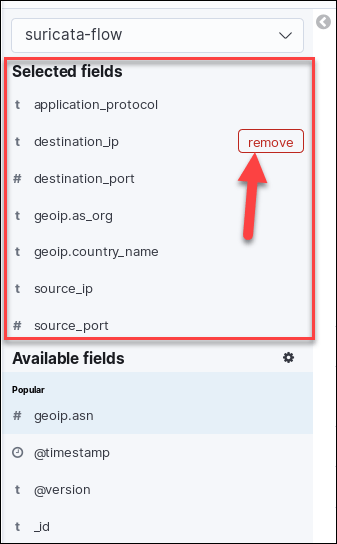 suricata-flow
Selected fields
t application_protocol
t destination_ip remove
# destination_port
t geoip.as_org
t geoip.country_name
t source_ip
# source_port
Available fields
Popular
# geoip.asn
@timestamp
t @version
t _id